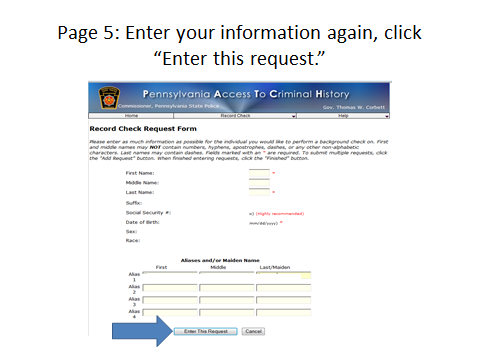 Page 5: Enter your information again, click
“Enter this request.”
Pennsylvania Access To Criminal History
Commissioner, Pennsylvania State Police
Gov. Thomas W. Corbett
Home Record Check Help
Record Check Request Form
Please enter as much information as possible for the individual you would like to perform a background check on. First
and middle names may NOT contain numbers, hyphens, apostrophes, dashes, or any other non-alphabetic
characters. Last names may contain dashes. Fields marked with an * are required. To submit multiple requests, click
the "Add Request" button. When finished entering requests, click the "Finished" button.
First Name: *
Middle Name:
Last Name: *
Suffix:
Social Security #: x) (Highly recommended)
Date of Birth: mm/dd/yyyy) *
Sex:
Race:
Aliases and/or Maiden Name
First Middle Last/Maiden
Alias
1
Alias
2
Alias
3
Alias
4
Enter This Request Cancel